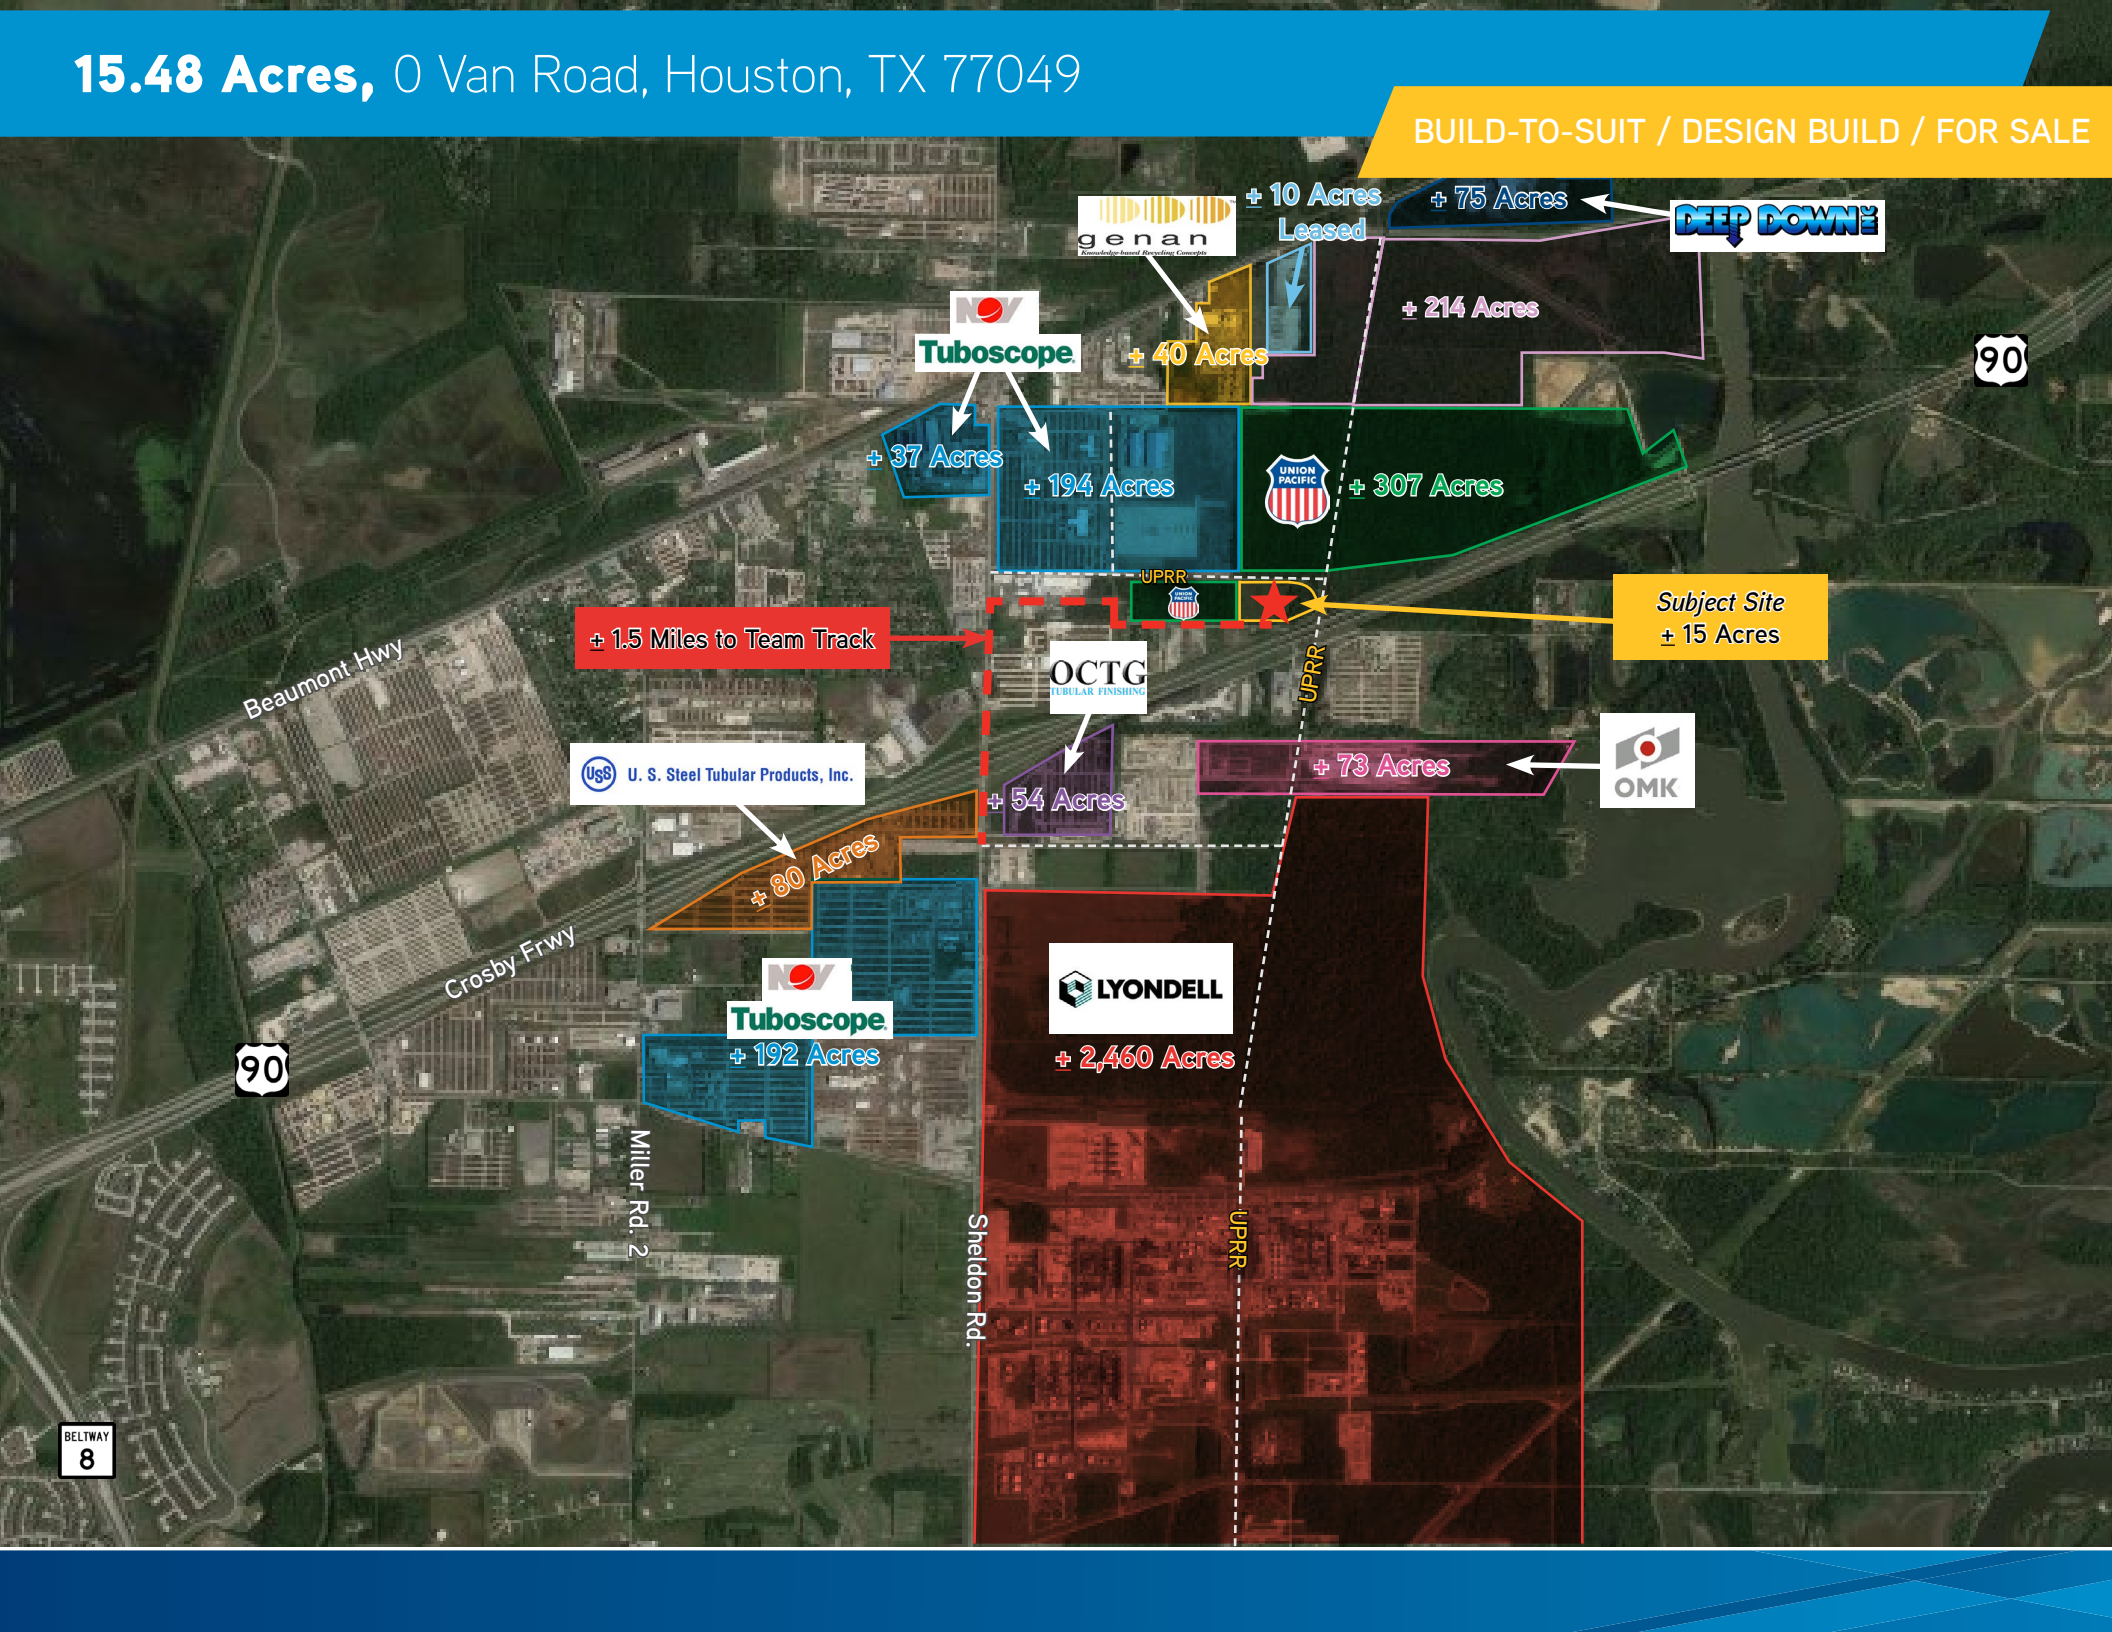 15.48 Acres, 0 Van Road, Houston, TX 77049
BUILD-TO-SUIT / DESIGN BUILD / FOR SALE
± 10 Acres
Leased
± 75 Acres
DEEP DOWN INC
genan
Knowledge-based Recycling Concepts
± 214 Acres
NOV
Tuboscope
± 40 Acres
90
± 37 Acres
± 194 Acres
UNION
PACIFIC
± 307 Acres
UPRR
UNION
PACIFIC
Subject Site
± 15 Acres
± 1.5 Miles to Team Track
OCTG
TUBULAR FINISHING
UPRR
Beaumont Hwy
USS U. S. Steel Tubular Products, Inc.
± 73 Acres
OMK
± 54 Acres
± 80 Acres
Crosby Frwy
NOV
Tuboscope
± 192 Acres
LYONDELL
± 2,460 Acres
90
Miller Rd. 2
Sheldon Rd.
UPRR
BELTWAY
8